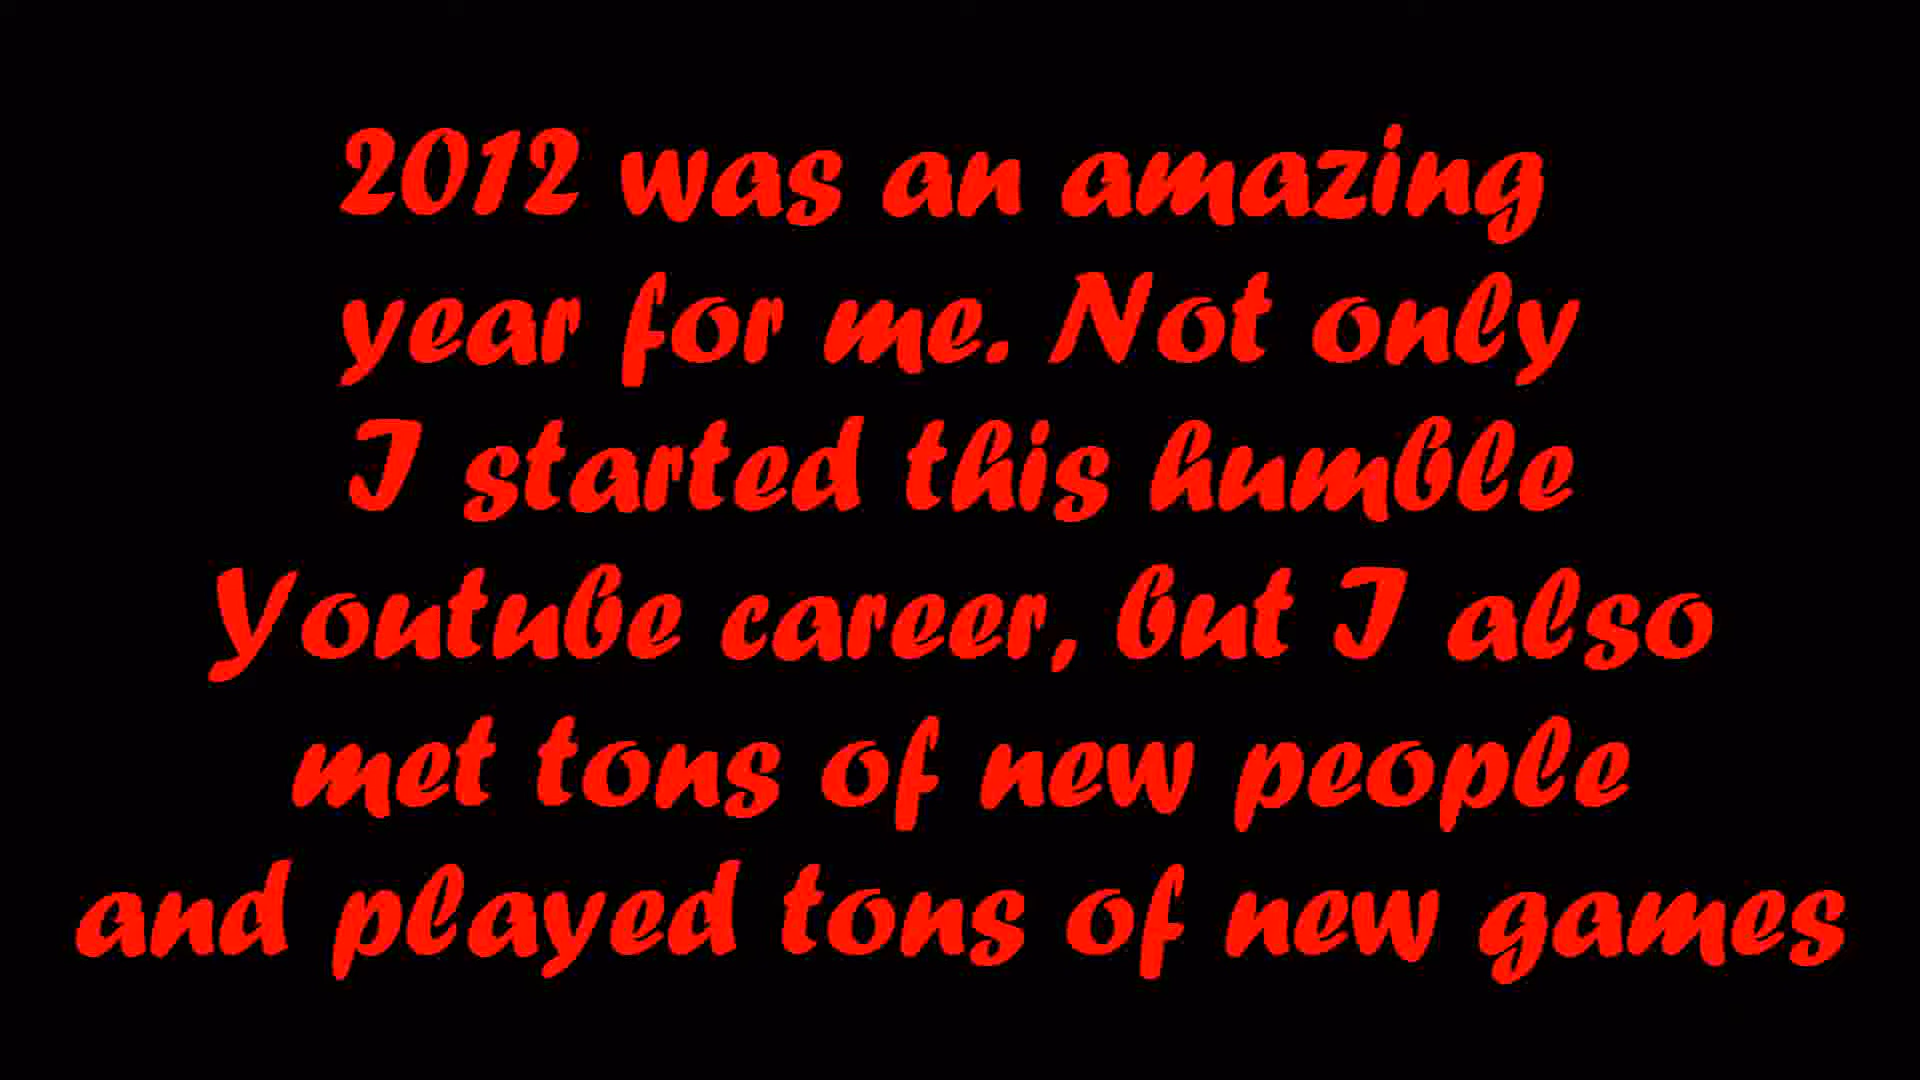 2012 was an amazing
year for me. Not only
I started this humble
Youtube career, but I also
met tons of new people
and played tons of new games